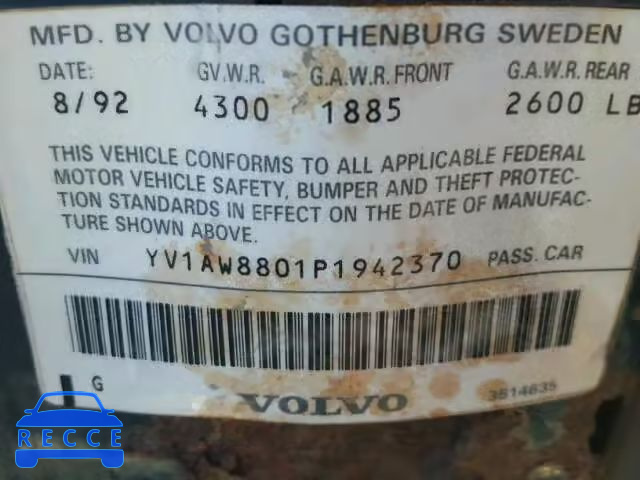 MFD. BY VOLVO GOTHENBURG SWEDEN
DATE: G.V.W.R. G.A.W.R. FRONT G.A.W.R. REAR
8/92 4300 1885 2600 LB
THIS VEHICLE CONFORMS TO ALL APPLICABLE FEDERAL
MOTOR VEHICLE SAFETY, BUMPER AND THEFT PROTEC-
TION STANDARDS IN EFFECT ON THE DATE OF MANUFAC-
TURE SHOWN ABOVE.
VIN YV1AW8801P1942370 PASS. CAR
G
VOLVO 3514635
RECCE